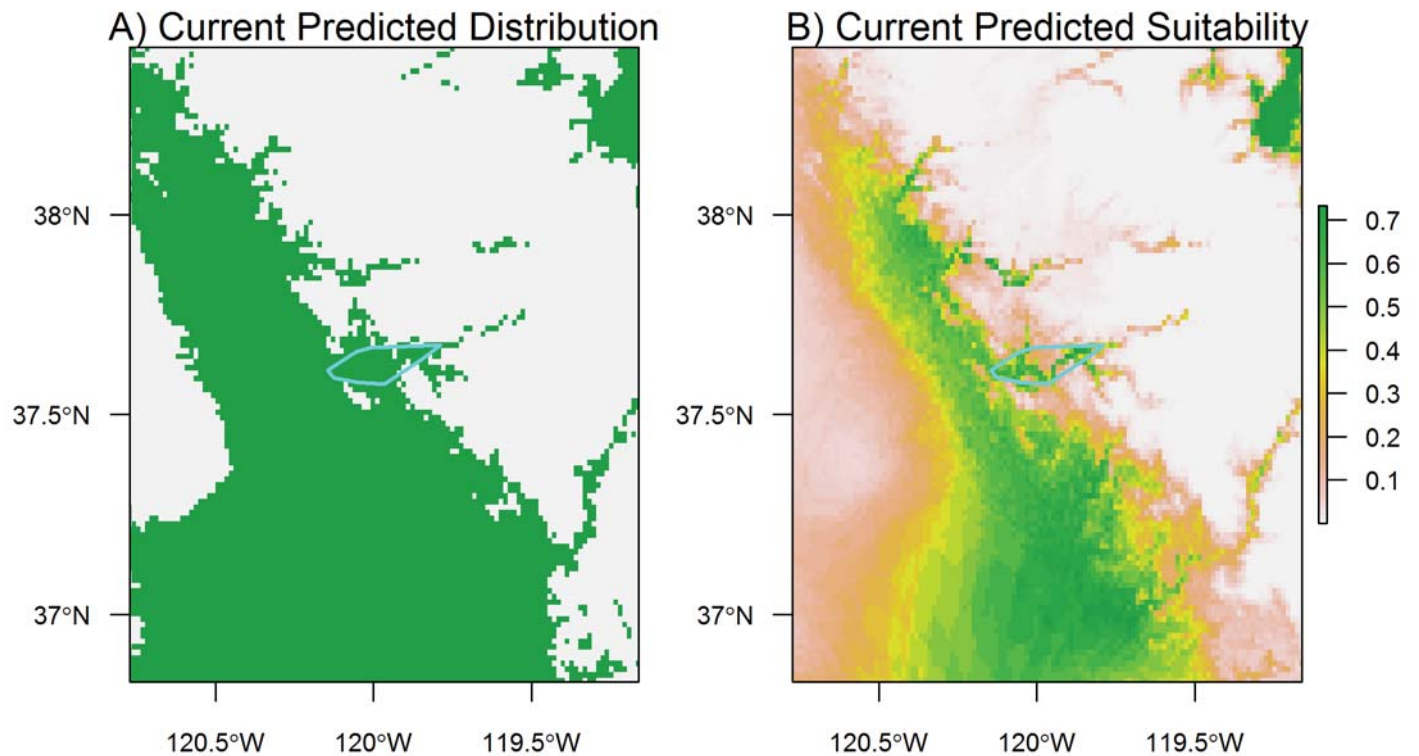 A) Current Predicted Distribution
B) Current Predicted Suitability
38°N
37.5°N
37°N
120.5°W
120°W
119.5°W
38°N
37.5°N
37°N
120.5°W
120°W
119.5°W
0.7
0.6
0.5
0.4
0.3
0.2
0.1